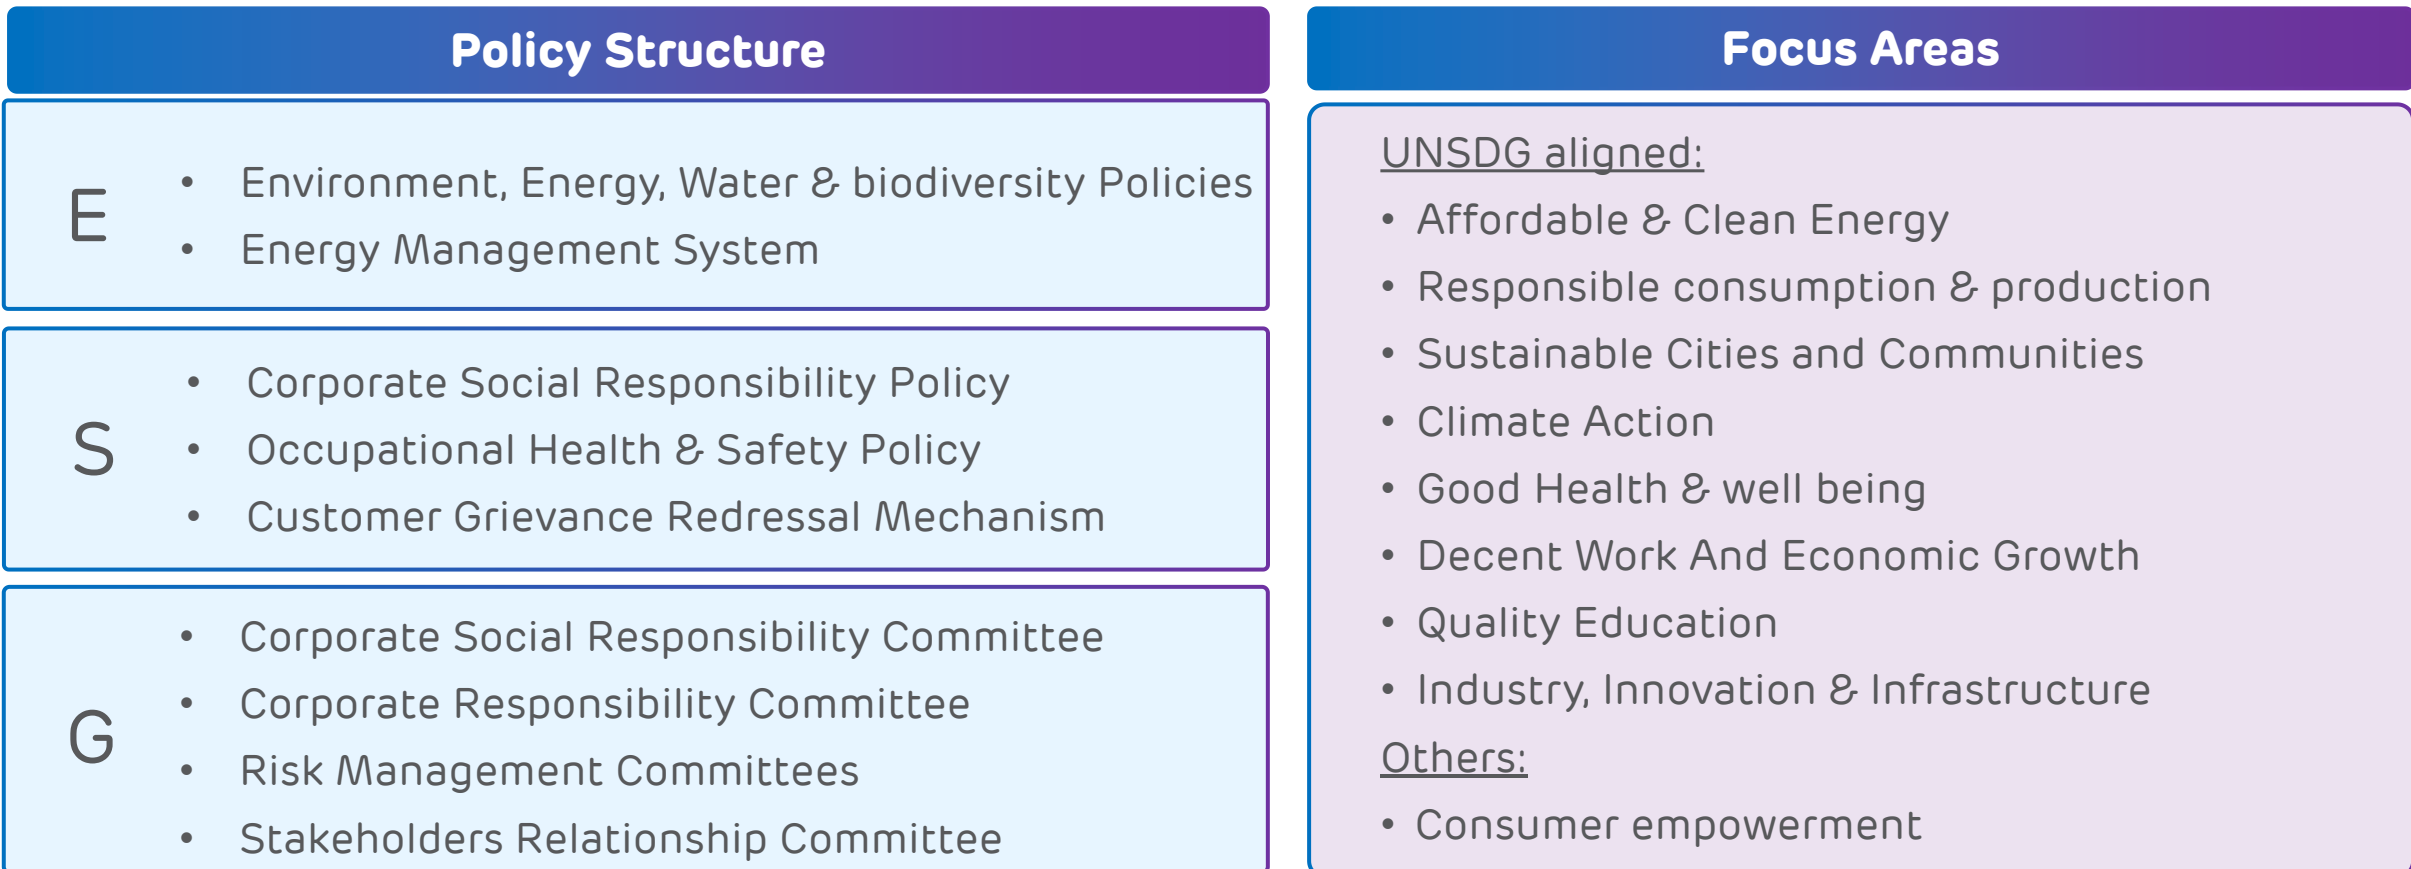 Policy Structure
E
• Environment, Energy, Water & biodiversity Policies
• Energy Management System
S
• Corporate Social Responsibility Policy
• Occupational Health & Safety Policy
• Customer Grievance Redressal Mechanism
G
• Corporate Social Responsibility Committee
• Corporate Responsibility Committee
• Risk Management Committees
• Stakeholders Relationship Committee
Focus Areas
UNSDG aligned:
• Affordable & Clean Energy
• Responsible consumption & production
• Sustainable Cities and Communities
• Climate Action
• Good Health & well being
• Decent Work And Economic Growth
• Quality Education
• Industry, Innovation & Infrastructure
Others:
• Consumer empowerment